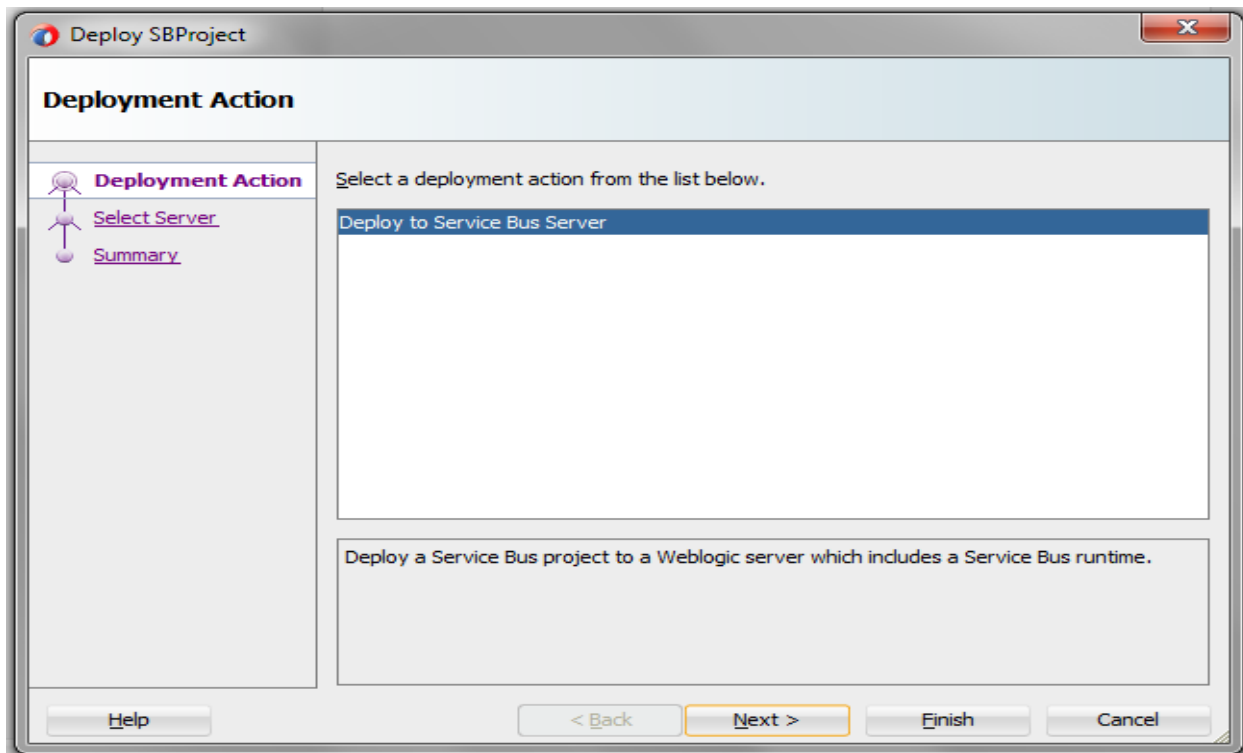 Deploy SBProject
Deployment Action
Deployment Action
Select Server
Summary
Select a deployment action from the list below.
Deploy to Service Bus Server
Deploy a Service Bus project to a Weblogic server which includes a Service Bus runtime.
Help
< Back
Next >
Finish
Cancel